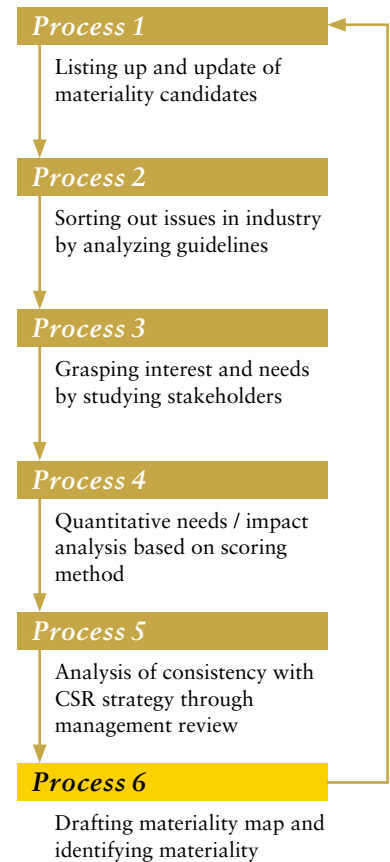 Process 1
Listing up and update of
materiality candidates
Process 2
Sorting out issues in industry
by analyzing guidelines
Process 3
Grasping interest and needs
by studying stakeholders
Process 4
Quantitative needs / impact
analysis based on scoring
method
Process 5
Analysis of consistency with
CSR strategy through
management review
Process 6
Drafting materiality map and
identifying materiality